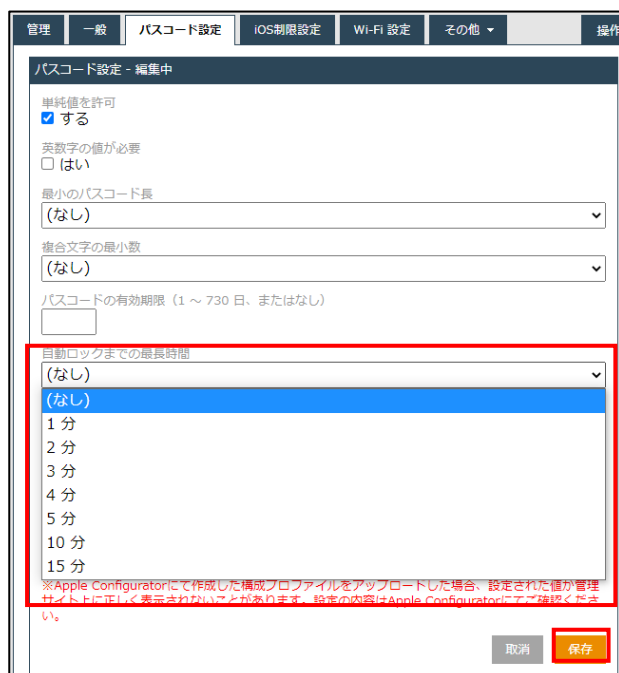 管理 一般 パスコード設定 iOS制限設定 Wi-Fi 設定 その他 操作
パスコード設定 - 編集中
単純値を許可
する
英数字の値が必要
はい
最小のパスコード長
(なし)
複合文字の最小数
(なし)
パスコードの有効期限（1 ～ 730 日、またはなし）
自動ロックまでの最長時間
(なし)
(なし)
1 分
2 分
3 分
4 分
5 分
10 分
15 分
※Apple Configuratorにて作成した構成プロファイルをアップロードした場合、設定された値が管理
サイト上に正しく表示されないことがあります。設定の内容はApple Configuratorにてご確認くださ
い。
取消 保存